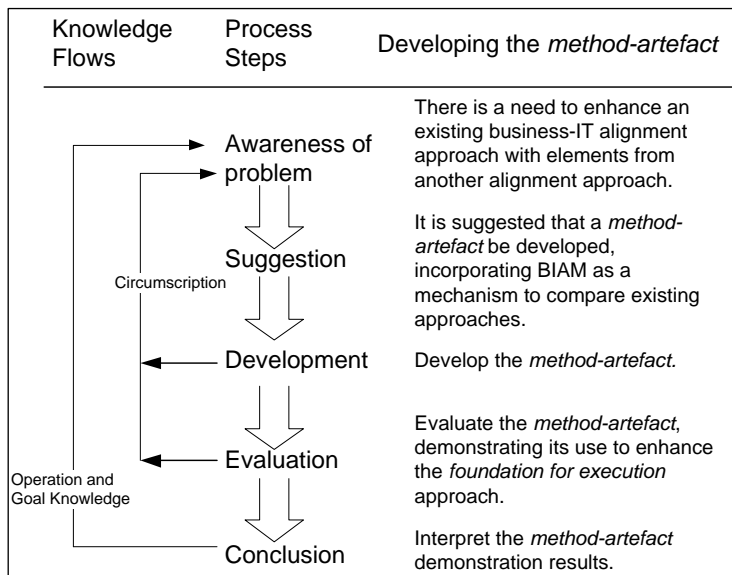 Knowledge
Flows
Process
Steps
Developing the method-artefact
Awareness of
problem
There is a need to enhance an
existing business-IT alignment
approach with elements from
another alignment approach.
Suggestion
It is suggested that a method-
artefact be developed,
incorporating BIAM as a
mechanism to compare existing
approaches.
Circumscription
Development
Develop the method-artefact.
Evaluation
Evaluate the method-artefact,
demonstrating its use to enhance
the foundation for execution
approach.
Operation and
Goal Knowledge
Conclusion
Interpret the method-artefact
demonstration results.